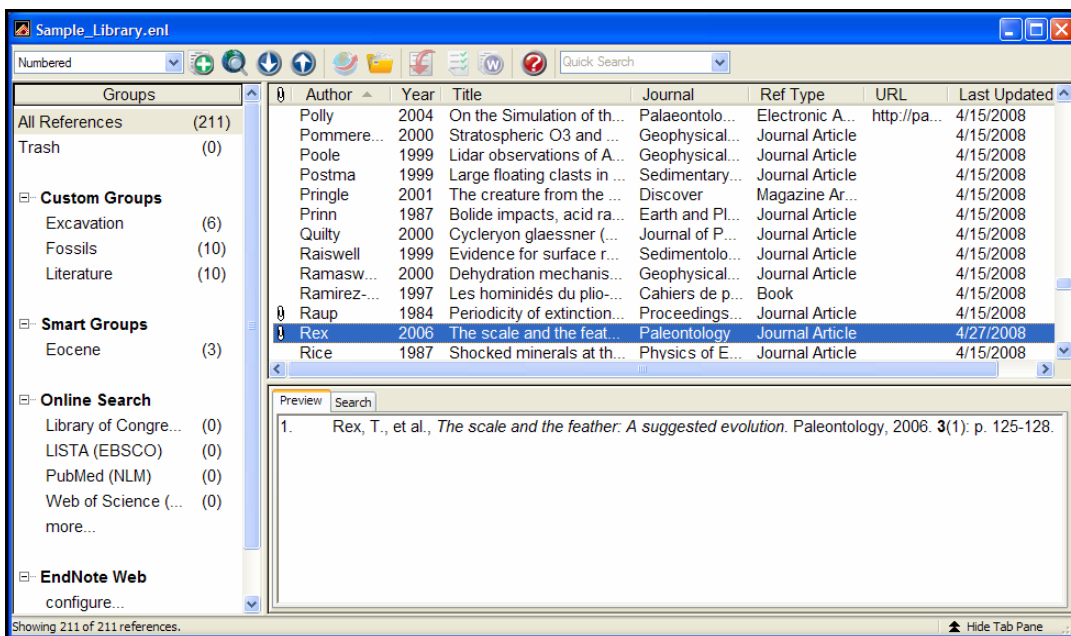 Sample_Library.enl
Numbered
Quick Search
Groups
All References (211)
Trash (0)
Custom Groups
Excavation (6)
Fossils (10)
Literature (10)
Smart Groups
Eocene (3)
Online Search
Library of Congre... (0)
LISTA (EBSCO) (0)
PubMed (NLM) (0)
Web of Science (... (0)
more...
EndNote Web
configure...
Author Year Title Journal Ref Type URL Last Updated
Polly 2004 On the Simulation of th... Palaeontolo... Electronic A... http://pa... 4/15/2008
Pommere... 2000 Stratospheric O3 and ... Geophysical... Journal Article 4/15/2008
Poole 1999 Lidar observations of A... Geophysical... Journal Article 4/15/2008
Postma 1999 Large floating clasts in ... Sedimentary... Journal Article 4/15/2008
Pringle 2001 The creature from the ... Discover Magazine Ar... 4/15/2008
Prinn 1987 Bolide impacts, acid ra... Earth and Pl... Journal Article 4/15/2008
Quilty 2000 Cycleryon glaessner (... Journal of P... Journal Article 4/15/2008
Raiswell 1999 Evidence for surface r... Sedimentolo... Journal Article 4/15/2008
Ramasw... 2000 Dehydration mechanis... Geophysical... Journal Article 4/15/2008
Ramirez-... 1997 Les hominidés du plio-... Cahiers de p... Book 4/15/2008
Raup 1984 Periodicity of extinction... Proceedings... Journal Article 4/15/2008
Rex 2006 The scale and the feat... Paleontology Journal Article 4/27/2008
Rice 1987 Shocked minerals at th... Physics of E... Journal Article 4/15/2008
Preview Search
1. Rex, T., et al., The scale and the feather: A suggested evolution. Paleontology, 2006. 3(1): p. 125-128.
Showing 211 of 211 references.
Hide Tab Pane